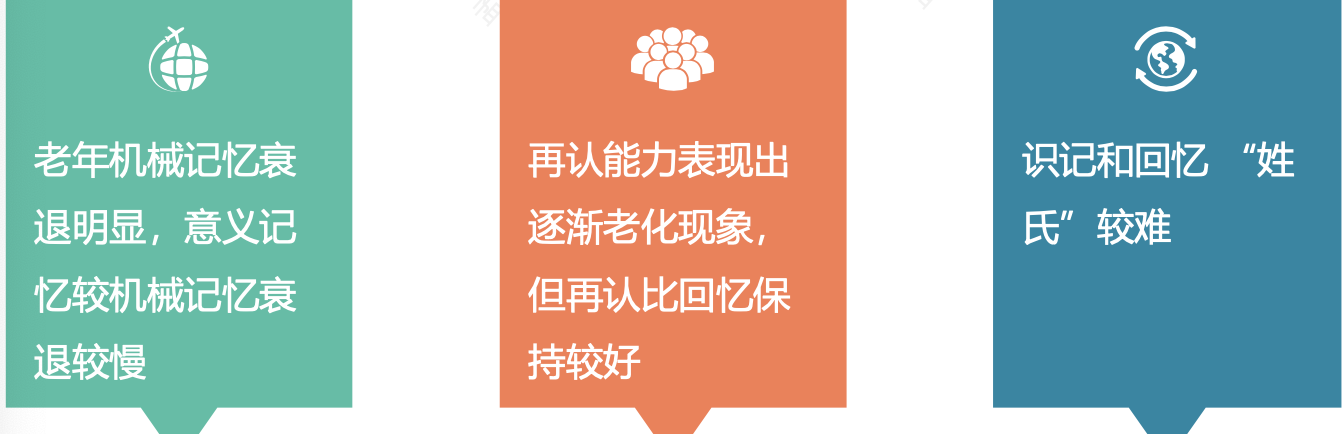 老年机械记忆衰
退明显，意义记
忆较机械记忆衰
退较慢
再认能力表现出
逐渐老化现象，
但再认比回忆保
持较好
识记和回忆 “姓
氏”较难